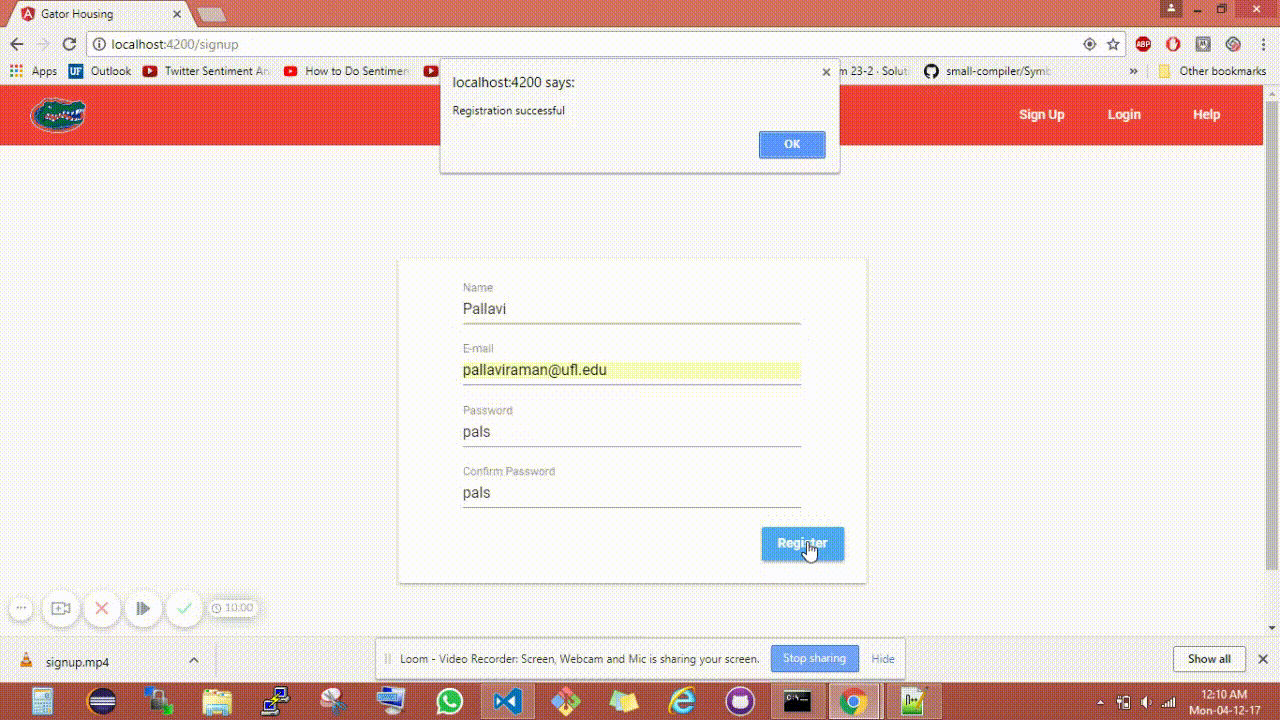 Gator Housing
localhost:4200/signup
ABP
Apps UF Outlook Twitter Sentiment An How to Do Sentimen m 23-2 · Solut small-compiler/Symb » Other bookmarks
localhost:4200 says:
Registration successful
OK
Sign Up Login Help
Name
Pallavi
E-mail
pallaviraman@ufl.edu
Password
pals
Confirm Password
pals
Register
10:00
signup.mp4
Loom - Video Recorder: Screen, Webcam and Mic is sharing your screen. Stop sharing Hide
Show all
12:10 AM
Mon-04-12-17